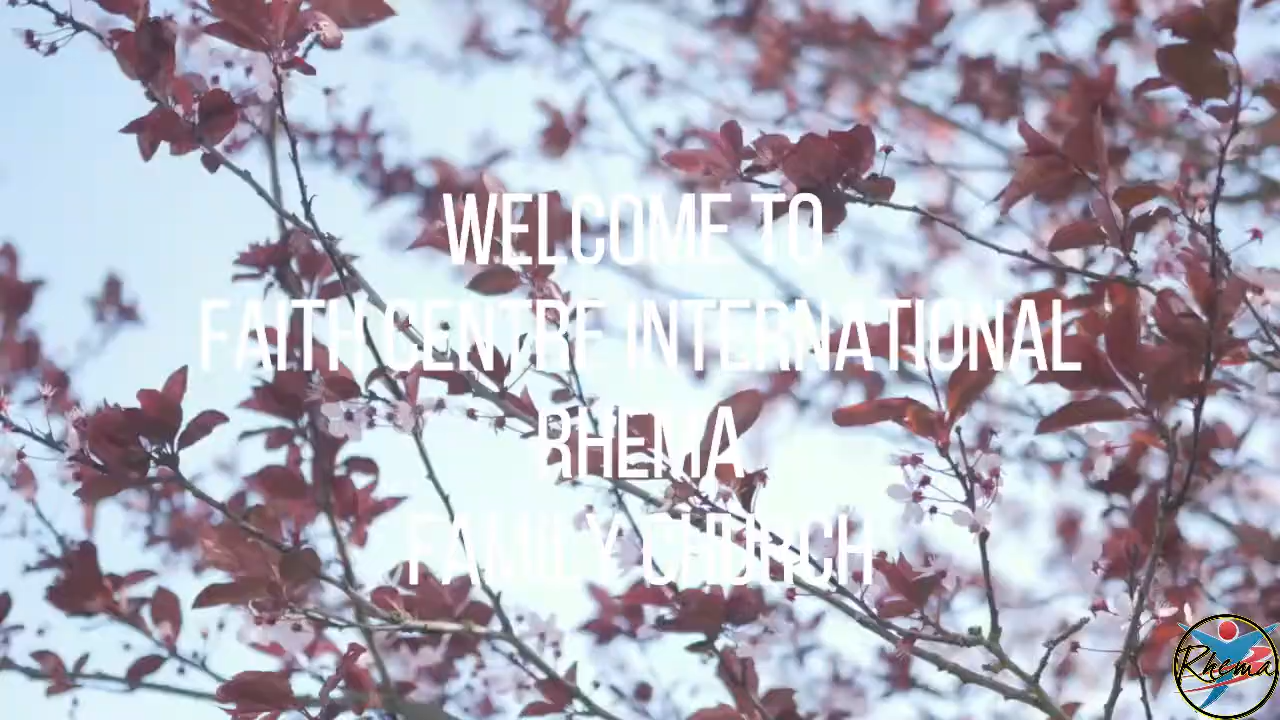 WELCOME TO
FAITH CENTRE INTERNATIONAL
RHEMA
FAMILY CHURCH
Rhema